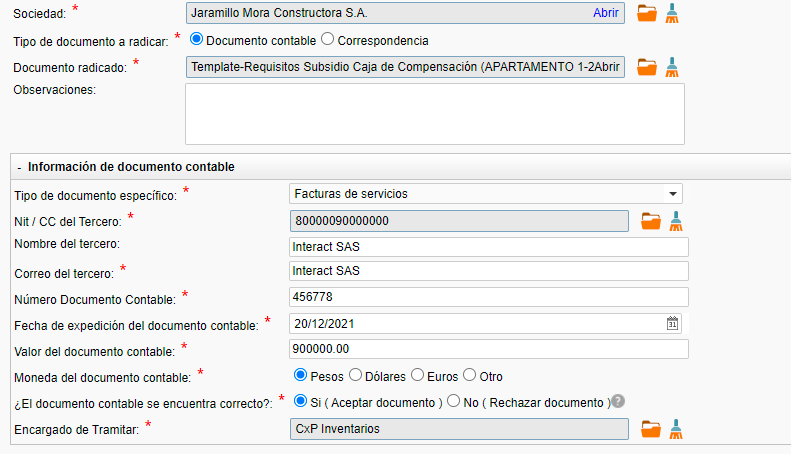 Sociedad: * Jaramillo Mora Constructora S.A. Abrir
Tipo de documento a radicar: * Documento contable Correspondencia
Documento radicado: * Template-Requisitos Subsidio Caja de Compensación (APARTAMENTO 1-2Abrir
Observaciones:
- Información de documento contable
Tipo de documento específico: * Facturas de servicios
Nit / CC del Tercero: * 80000090000000
Nombre del tercero: Interact SAS
Correo del tercero: * Interact SAS
Número Documento Contable: * 456778
Fecha de expedición del documento contable: * 20/12/2021 31
Valor del documento contable: * 900000.00
Moneda del documento contable: * Pesos Dólares Euros Otro
¿El documento contable se encuentra correcto?: * Si ( Aceptar documento ) No ( Rechazar documento ) ?
Encargado de Tramitar: * CxP Inventarios